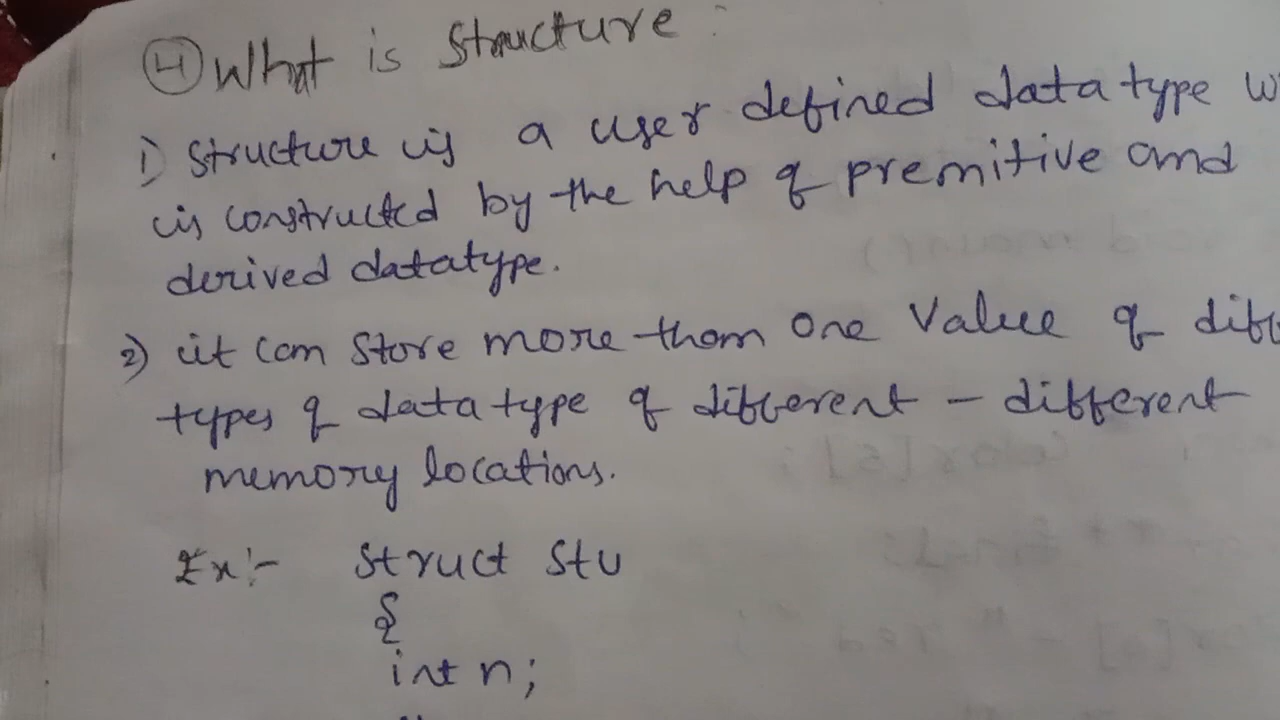 4 What is Structure :
1) Structure is a user defined datatype
is constructed by the help of premitive and
derived datatype.
2) it can store more than one Value of
types of datatype of different - different
memory locations.
Ex:- struct stu
{
int n;